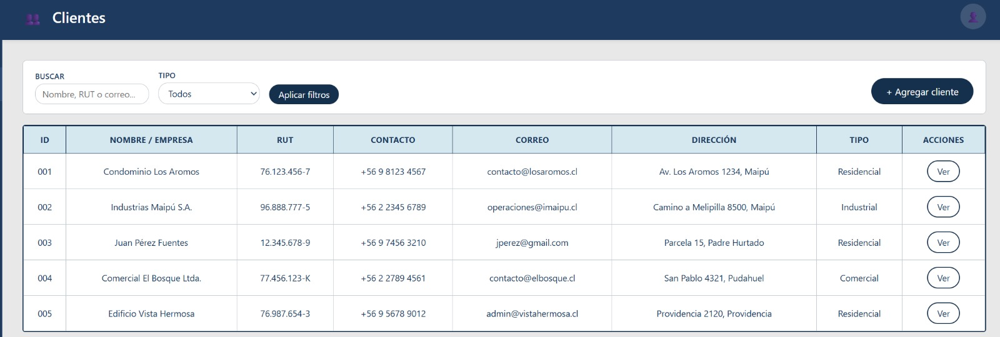 Clientes
BUSCAR TIPO
Nombre, RUT o correo... Todos Aplicar filtros + Agregar cliente
ID NOMBRE / EMPRESA RUT CONTACTO CORREO DIRECCIÓN TIPO ACCIONES
001 Condominio Los Aromos 76.123.456-7 +56 9 8123 4567 contacto@losaromos.cl Av. Los Aromos 1234, Maipú Residencial Ver
002 Industrias Maipú S.A. 96.888.777-5 +56 2 2345 6789 operaciones@imaipu.cl Camino a Melipilla 8500, Maipú Industrial Ver
003 Juan Pérez Fuentes 12.345.678-9 +56 9 7456 3210 jperez@gmail.com Parcela 15, Padre Hurtado Residencial Ver
004 Comercial El Bosque Ltda. 77.456.123-K +56 2 2789 4561 contacto@elbosque.cl San Pablo 4321, Pudahuel Comercial Ver
005 Edificio Vista Hermosa 76.987.654-3 +56 9 5678 9012 admin@vistahermosa.cl Providencia 2120, Providencia Residencial Ver